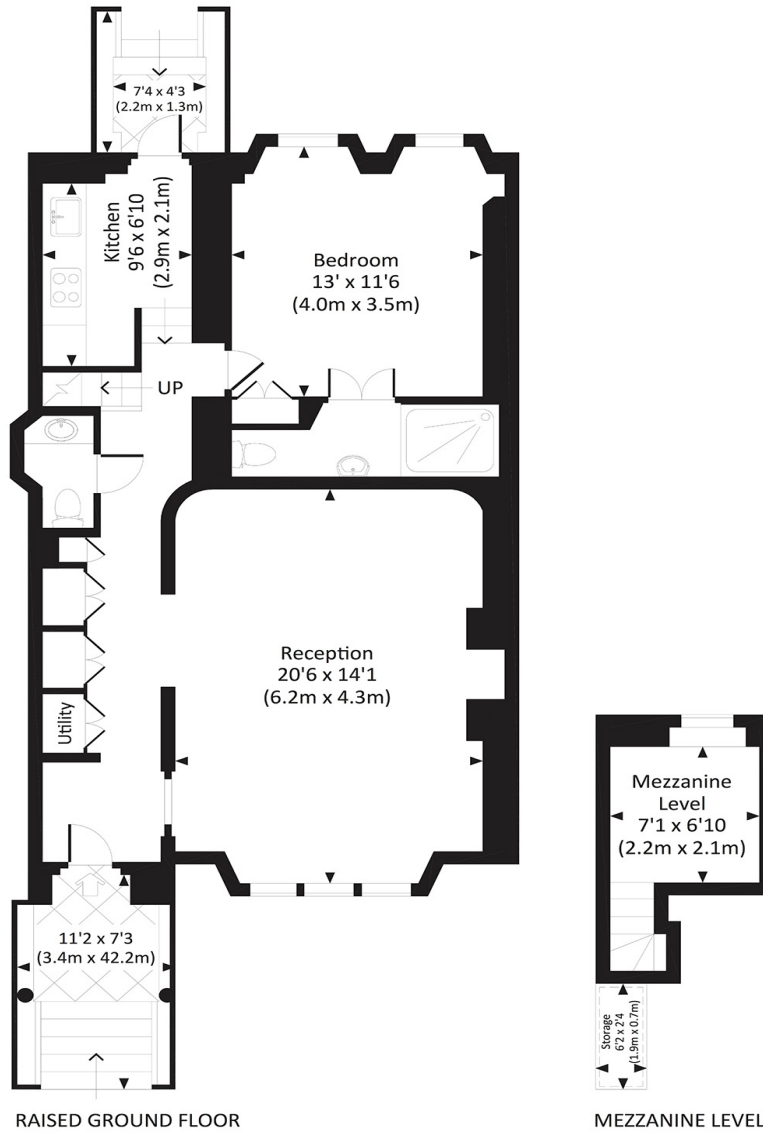 7'4 x 4'3
(2.2m x 1.3m)
Kitchen
9'6 x 6'10
(2.9m x 2.1m)
Bedroom
13' x 11'6
(4.0m x 3.5m)
UP
Reception
20'6 x 14'1
(6.2m x 4.3m)
Utility
11'2 x 7'3
(3.4m x 42.2m)
RAISED GROUND FLOOR
Mezzanine
Level
7'1 x 6'10
(2.2m x 2.1m)
Storage
6'2 x 2'4
(1.9m x 0.7m)
MEZZANINE LEVEL